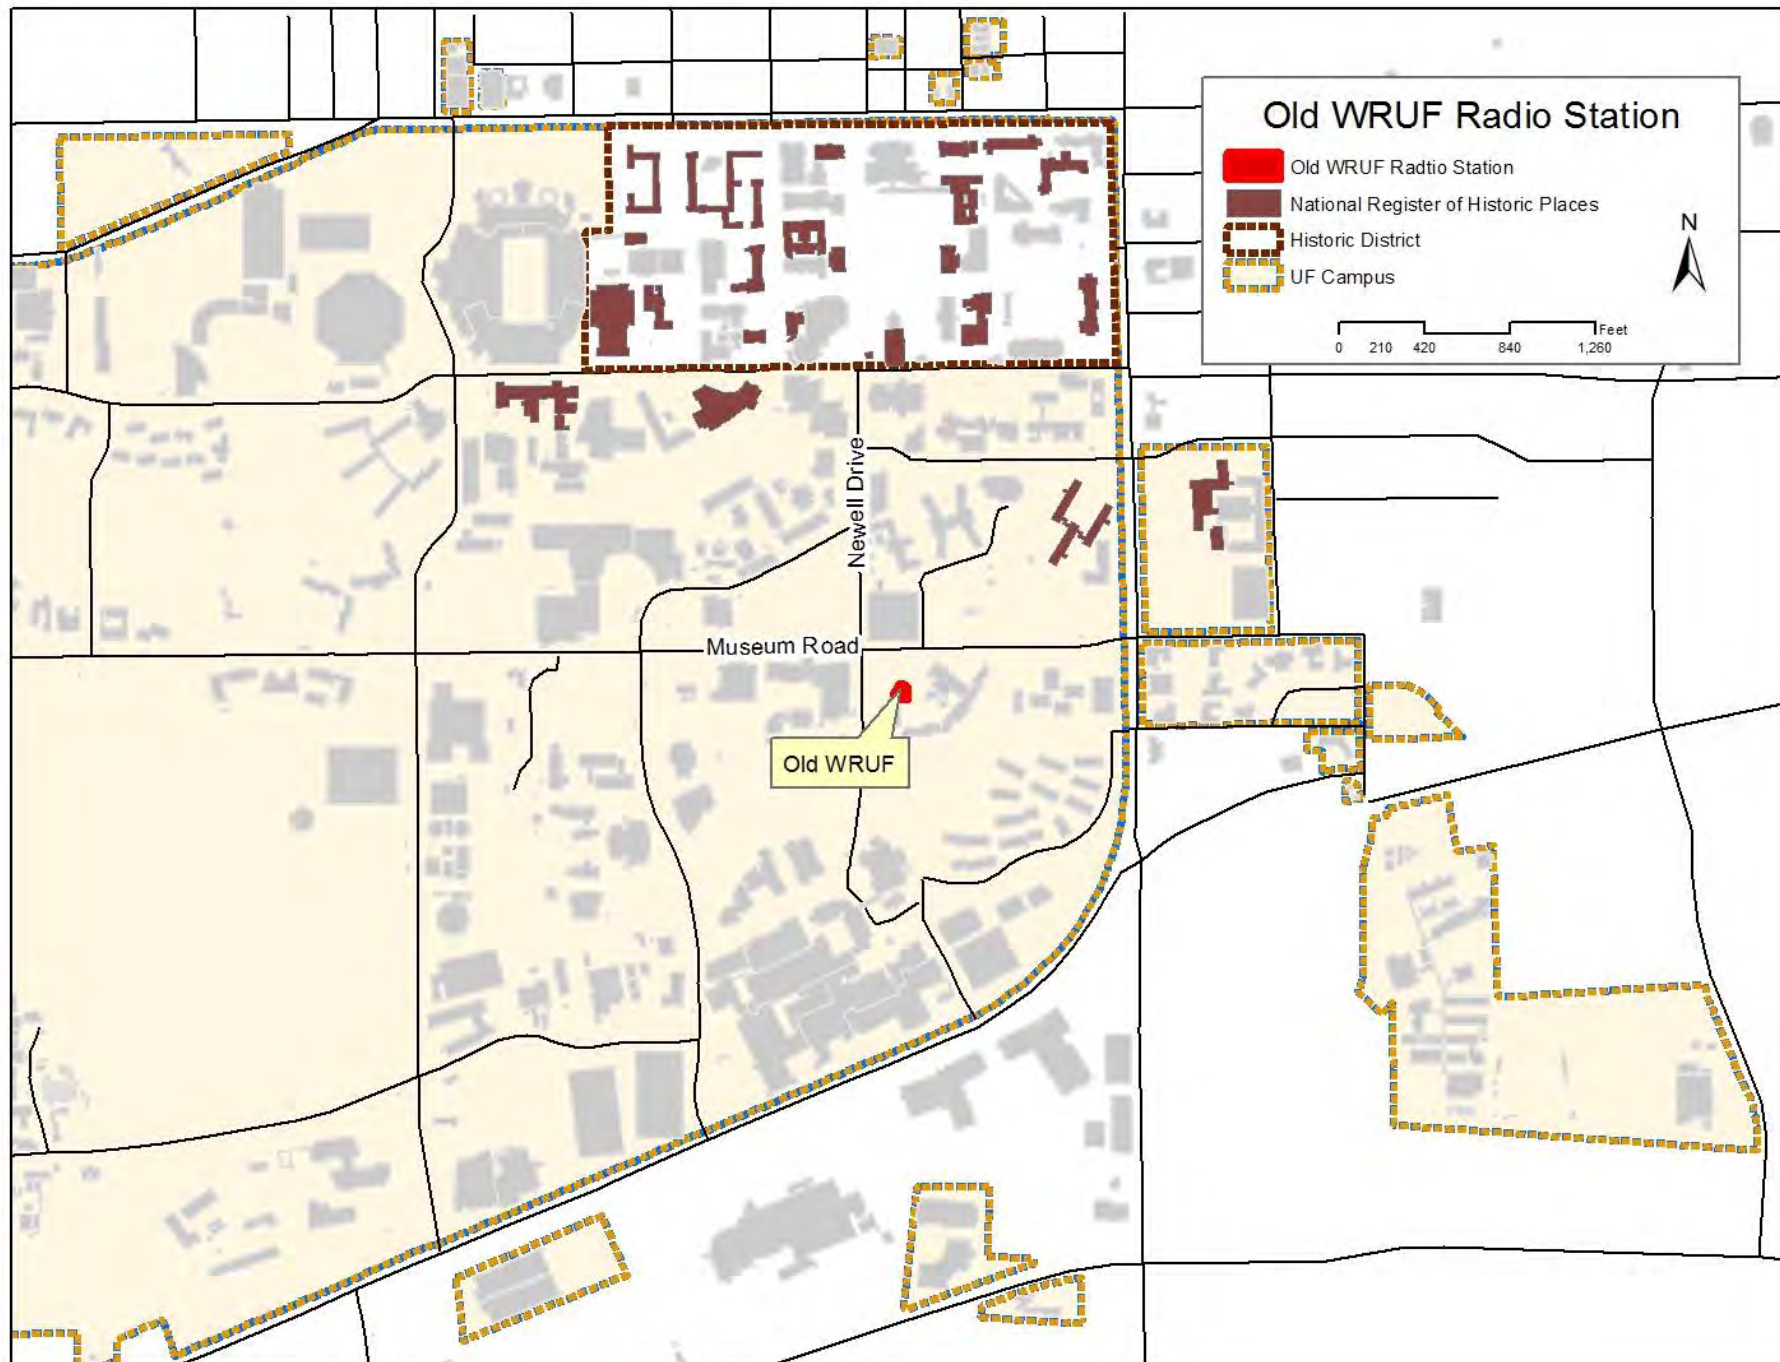 Old WRUF Radio Station
Old WRUF Radtio Station
National Register of Historic Places
Historic District
UF Campus
N
Feet
0 210 420 840 1,260
Newell Drive
Museum Road
Old WRUF